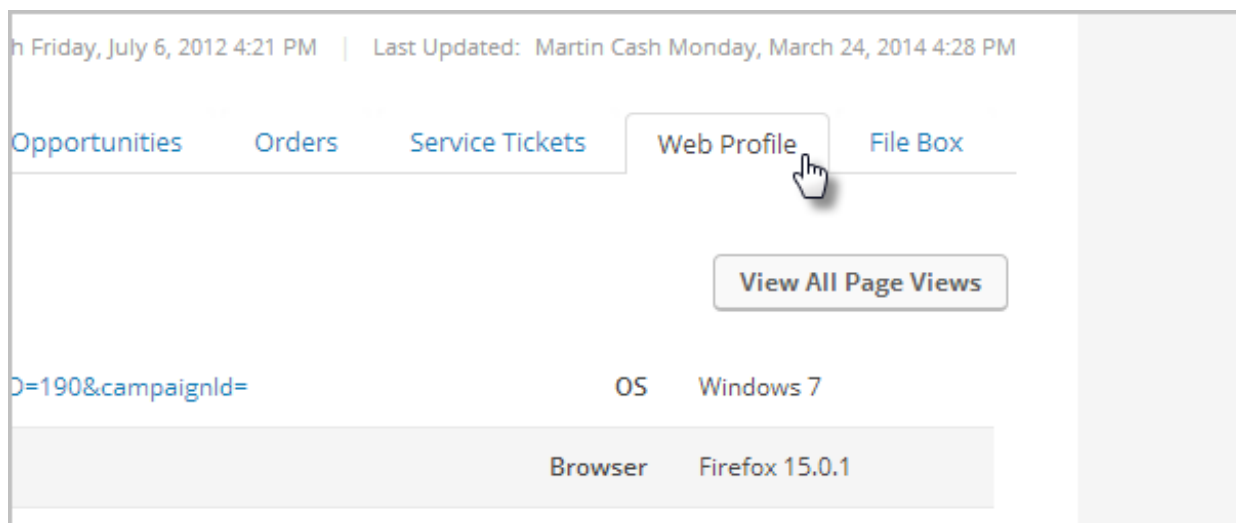 h Friday, July 6, 2012 4:21 PM | Last Updated: Martin Cash Monday, March 24, 2014 4:28 PM
Opportunities Orders Service Tickets Web Profile File Box
View All Page Views
D=190&campaignId= OS Windows 7
Browser Firefox 15.0.1